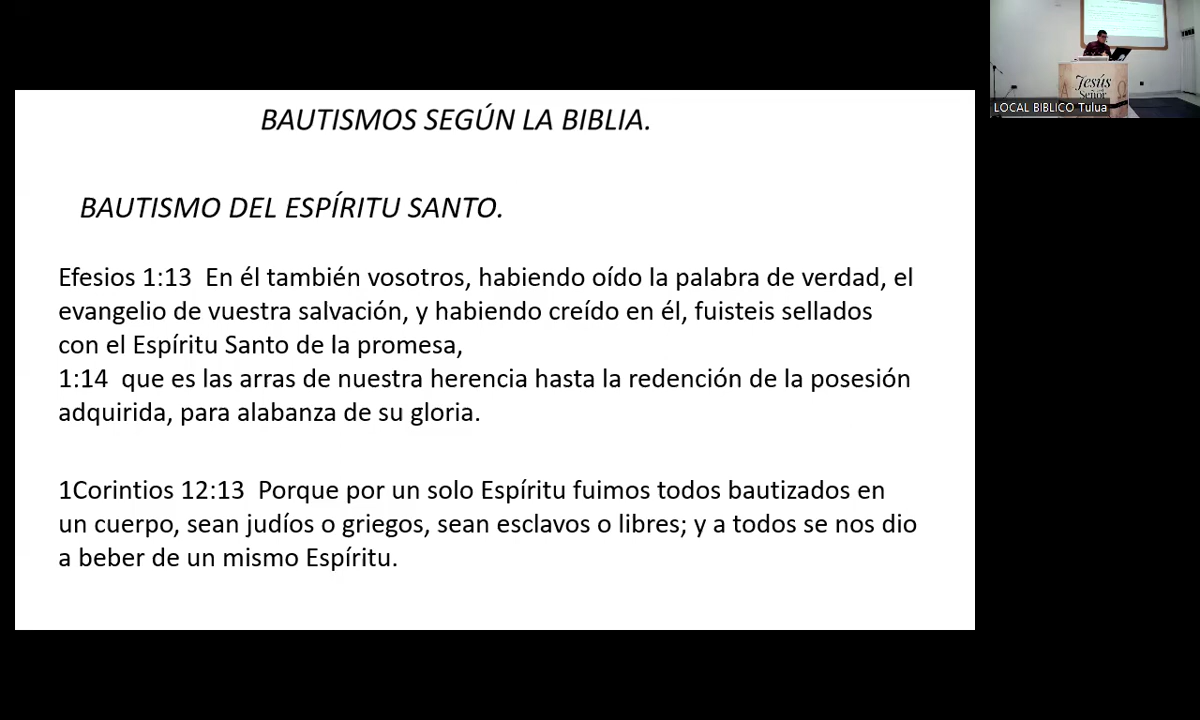 BAUTISMOS SEGÚN LA BIBLIA.
BAUTISMO DEL ESPÍRITU SANTO.
Efesios 1:13  En él también vosotros, habiendo oído la palabra de verdad, el
evangelio de vuestra salvación, y habiendo creído en él, fuisteis sellados
con el Espíritu Santo de la promesa,
1:14  que es las arras de nuestra herencia hasta la redención de la posesión
adquirida, para alabanza de su gloria.
1Corintios 12:13  Porque por un solo Espíritu fuimos todos bautizados en
un cuerpo, sean judíos o griegos, sean esclavos o libres; y a todos se nos dio
a beber de un mismo Espíritu.
Jesús
Α Señor Ω
LOCAL BIBLICO Tulua